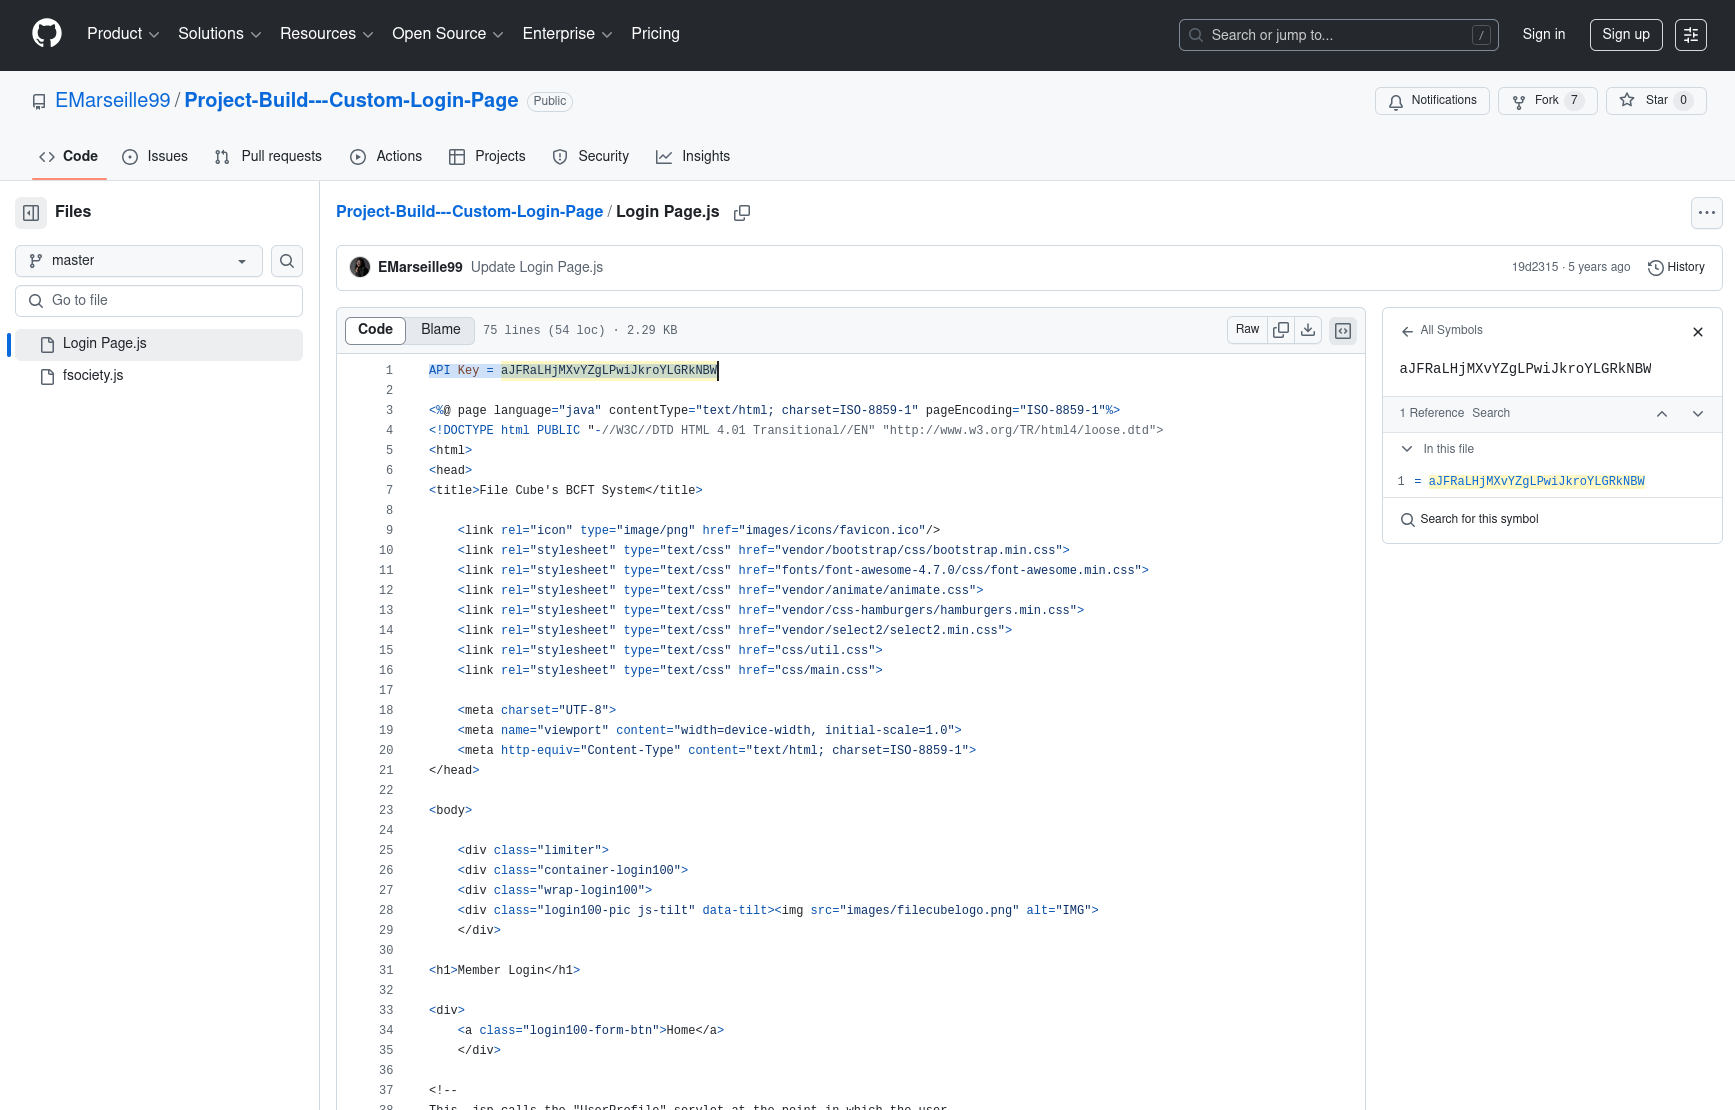 Product Solutions Resources Open Source Enterprise Pricing Search or jump to... / Sign in Sign up
EMarseille99 / Project-Build---Custom-Login-Page Public Notifications Fork 7 Star 0
Code Issues Pull requests Actions Projects Security Insights
Files
master
Go to file
Login Page.js
fsociety.js
Project-Build---Custom-Login-Page / Login Page.js
EMarseille99 Update Login Page.js 19d2315 · 5 years ago History
Code Blame 75 lines (54 loc) · 2.29 KB Raw
1 API Key = aJFRaLHjMXvYZgLPwiJkroYLGRkNBW
2
3 <%@ page language="java" contentType="text/html; charset=ISO-8859-1" pageEncoding="ISO-8859-1"%>
4 <!DOCTYPE html PUBLIC "-//W3C//DTD HTML 4.01 Transitional//EN" "http://www.w3.org/TR/html4/loose.dtd">
5 <html>
6 <head>
7 <title>File Cube's BCFT System</title>
8
9 <link rel="icon" type="image/png" href="images/icons/favicon.ico"/>
10 <link rel="stylesheet" type="text/css" href="vendor/bootstrap/css/bootstrap.min.css">
11 <link rel="stylesheet" type="text/css" href="fonts/font-awesome-4.7.0/css/font-awesome.min.css">
12 <link rel="stylesheet" type="text/css" href="vendor/animate/animate.css">
13 <link rel="stylesheet" type="text/css" href="vendor/css-hamburgers/hamburgers.min.css">
14 <link rel="stylesheet" type="text/css" href="vendor/select2/select2.min.css">
15 <link rel="stylesheet" type="text/css" href="css/util.css">
16 <link rel="stylesheet" type="text/css" href="css/main.css">
17
18 <meta charset="UTF-8">
19 <meta name="viewport" content="width=device-width, initial-scale=1.0">
20 <meta http-equiv="Content-Type" content="text/html; charset=ISO-8859-1">
21 </head>
22
23 <body>
24
25 <div class="limiter">
26 <div class="container-login100">
27 <div class="wrap-login100">
28 <div class="login100-pic js-tilt" data-tilt><img src="images/filecubelogo.png" alt="IMG">
29 </div>
30
31 <h1>Member Login</h1>
32
33 <div>
34 <a class="login100-form-btn">Home</a>
35 </div>
36
37 <!--
38 This .jsp calls the "UserProfile" servlet at the point in which the user
All Symbols
aJFRaLHjMXvYZgLPwiJkroYLGRkNBW
1 Reference Search
In this file
1 = aJFRaLHjMXvYZgLPwiJkroYLGRkNBW
Search for this symbol